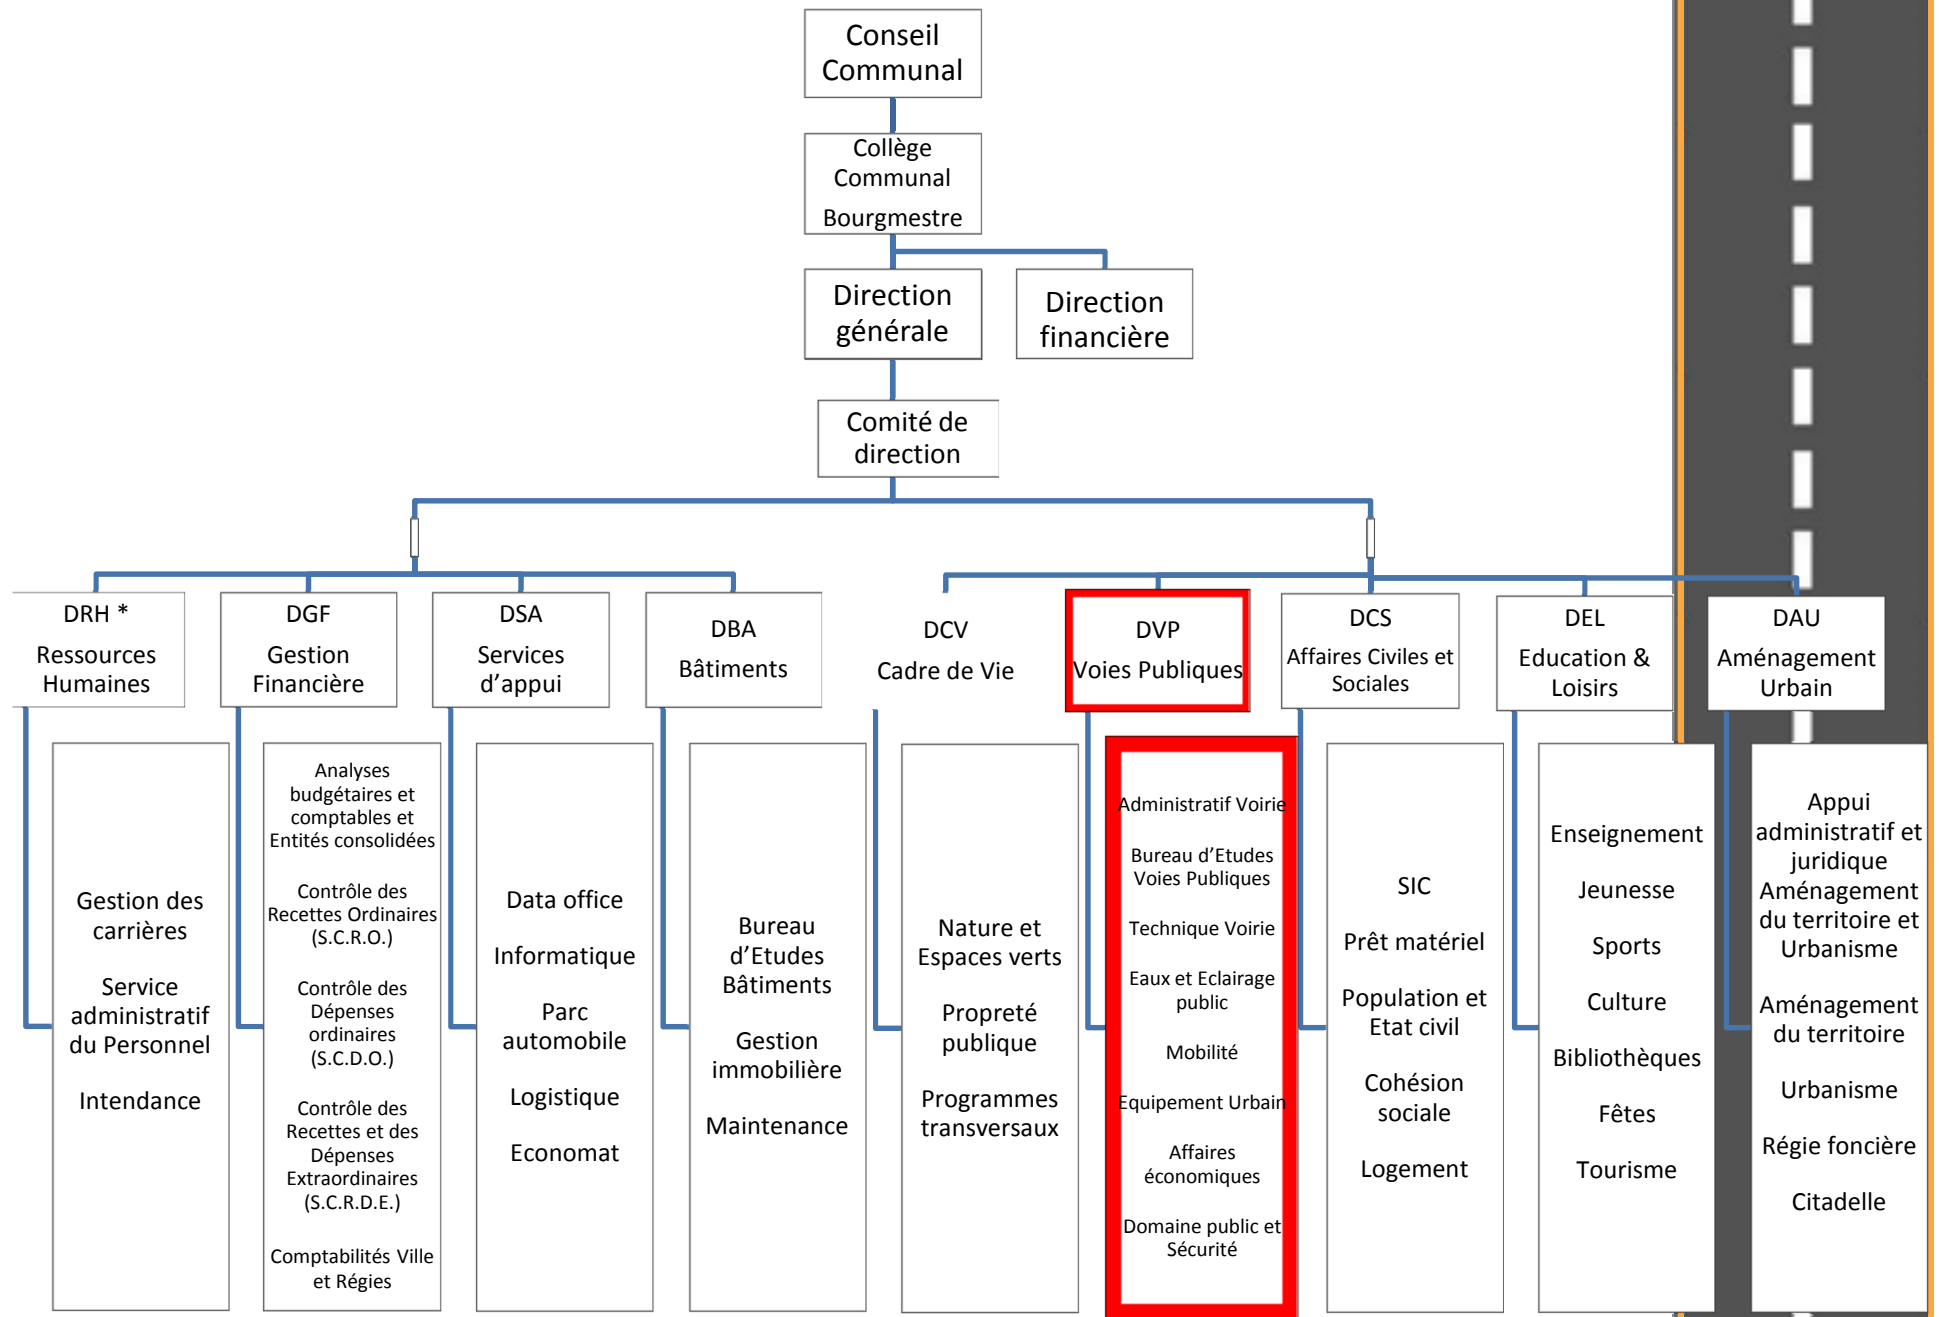 Conseil
Communal
Collège
Communal
Bourgmestre
Direction
générale
Direction
financière
Comité de
direction
DRH *
Ressources
Humaines
DGF
Gestion
Financière
DSA
Services
d’appui
DBA
Bâtiments
DCV
Cadre de Vie
DVP
Voies Publiques
DCS
Affaires Civiles et
Sociales
DEL
Education &
Loisirs
DAU
Aménagement
Urbain
Gestion des
carrières
Service
administratif
du Personnel
Intendance
Analyses
budgétaires et
comptables et
Entités consolidées
Contrôle des
Recettes Ordinaires
(S.C.R.O.)
Contrôle des
Dépenses
ordinaires
(S.C.D.O.)
Contrôle des
Recettes et des
Dépenses
Extraordinaires
(S.C.R.D.E.)
Comptabilités Ville
et Régies
Data office
Informatique
Parc
automobile
Logistique
Economat
Bureau
d’Etudes
Bâtiments
Gestion
immobilière
Maintenance
Nature et
Espaces verts
Propreté
publique
Programmes
transversaux
Administratif Voirie
Bureau d’Etudes
Voies Publiques
Technique Voirie
Eaux et Eclairage
public
Mobilité
Equipement Urbain
Affaires
économiques
Domaine public et
Sécurité
SIC
Prêt matériel
Population et
Etat civil
Cohésion
sociale
Logement
Enseignement
Jeunesse
Sports
Culture
Bibliothèques
Fêtes
Tourisme
Appui
administratif et
juridique
Aménagement
du territoire et
Urbanisme
Aménagement
du territoire
Urbanisme
Régie foncière
Citadelle